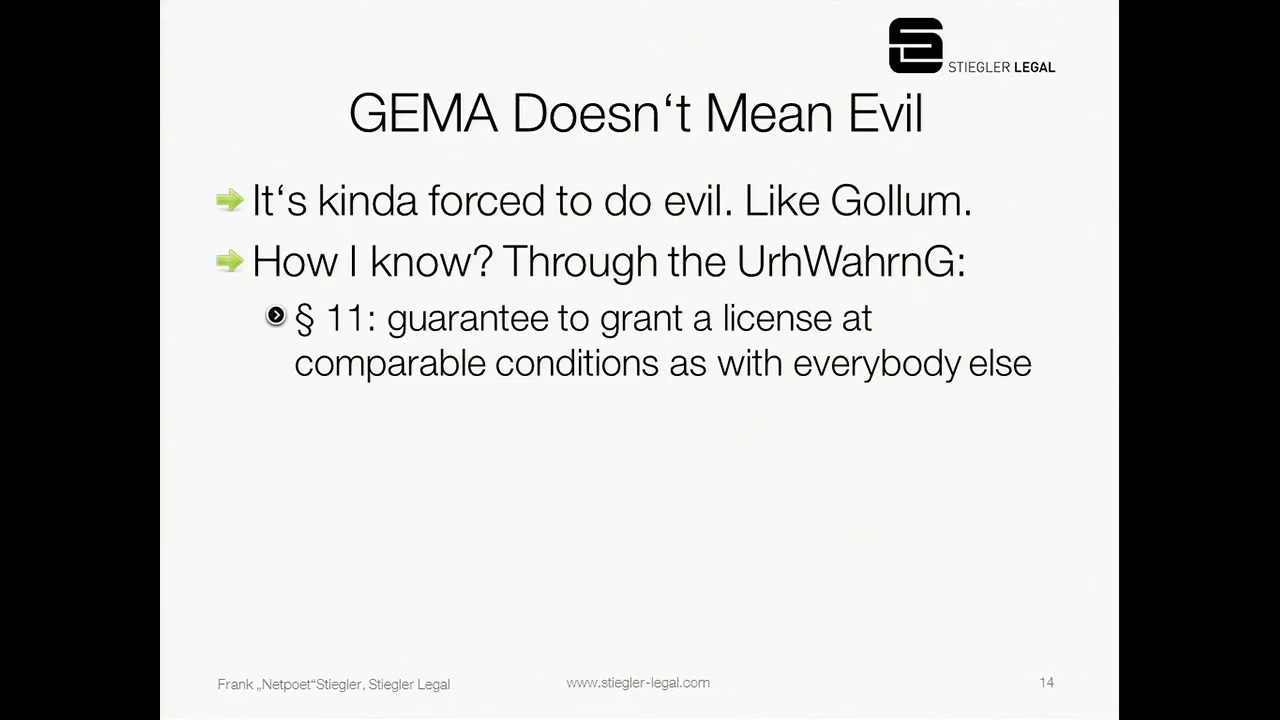 STIEGLER LEGAL
GEMA Doesn‘t Mean Evil
It‘s kinda forced to do evil. Like Gollum.
How I know? Through the UrhWahrnG:
§ 11: guarantee to grant a license at
comparable conditions as with everybody else
Frank „Netpoet“Stiegler, Stiegler Legal
www.stiegler-legal.com
14